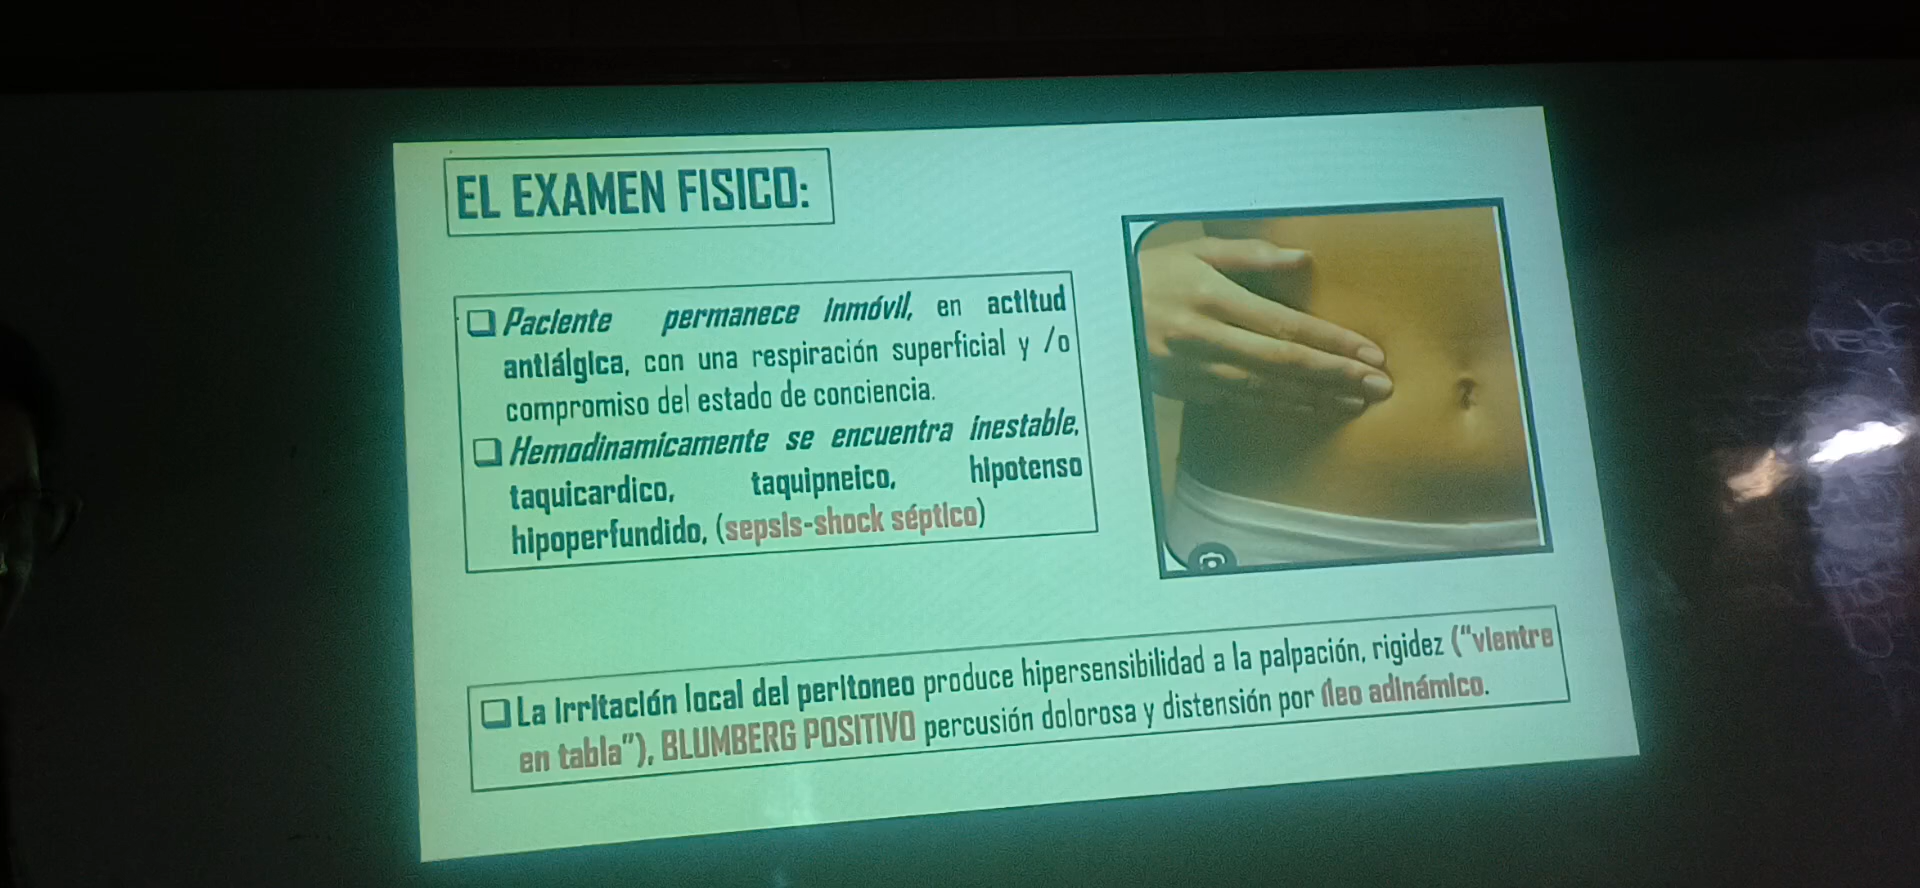 EL EXAMEN FISICO:
❑ Paciente permanece inmóvil, en actitud
antiálgica, con una respiración superficial y /o
compromiso del estado de conciencia.
❑ Hemodinamicamente se encuentra inestable,
taquicardico, taquipneico, hipotenso
hipoperfundido, (sepsis-shock séptico)
❑ La irritación local del peritoneo produce hipersensibilidad a la palpación, rigidez ("vientre
en tabla"), BLUMBERG POSITIVO percusión dolorosa y distensión por íleo adinámico.